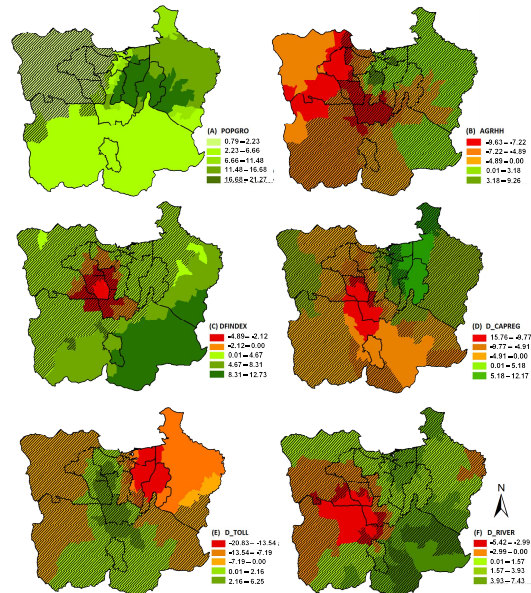 (A) POPGRO
0.79 – 2.23
2.23 – 6.66
6.66 – 11.48
11.48 – 16.68
16.68 – 21.27
(B) AGRHH
-9.63 – -7.22
-7.22 – -4.89
-4.89 – 0.00
0.01 – 3.18
3.18 – 9.26
(C) DFINDEX
-4.89 – -2.12
-2.12 – 0.00
0.01 – 4.67
4.67 – 8.31
8.31 – 12.73
(D) D_CAPREG
15.76 – -9.77
-9.77 – -4.91
-4.91 – 0.00
0.01 – 5.18
5.18 – 12.17
(E) D_TOLL
-20.83 – -13.54
-13.54 – -7.19
-7.19 – 0.00
0.01 – 2.16
2.16 – 6.25
N
(F) D_RIVER
-5.42 – -2.99
-2.99 – 0.00
0.01 – 1.57
1.57 – 3.93
3.93 – 7.43